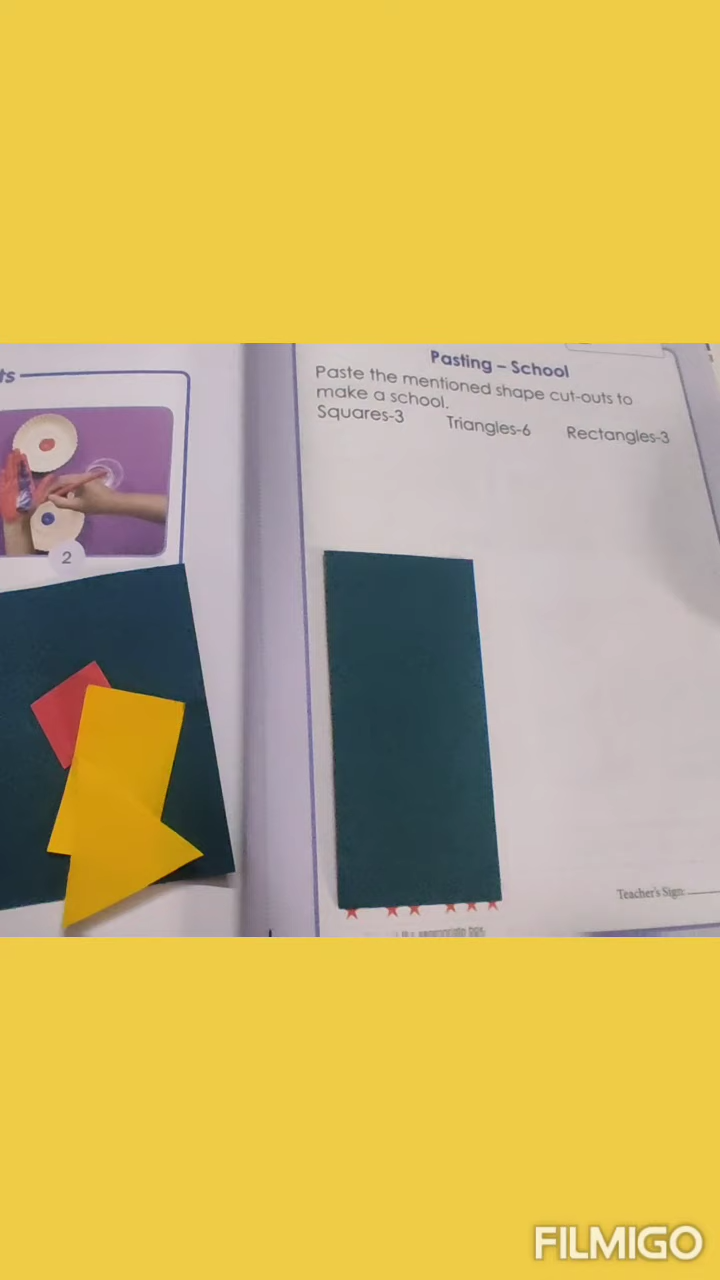 ts
Pasting – School
Paste the mentioned shape cut-outs to
make a school.
Squares-3 Triangles-6 Rectangles-3
2
Teacher's Sign:
FILMIGO